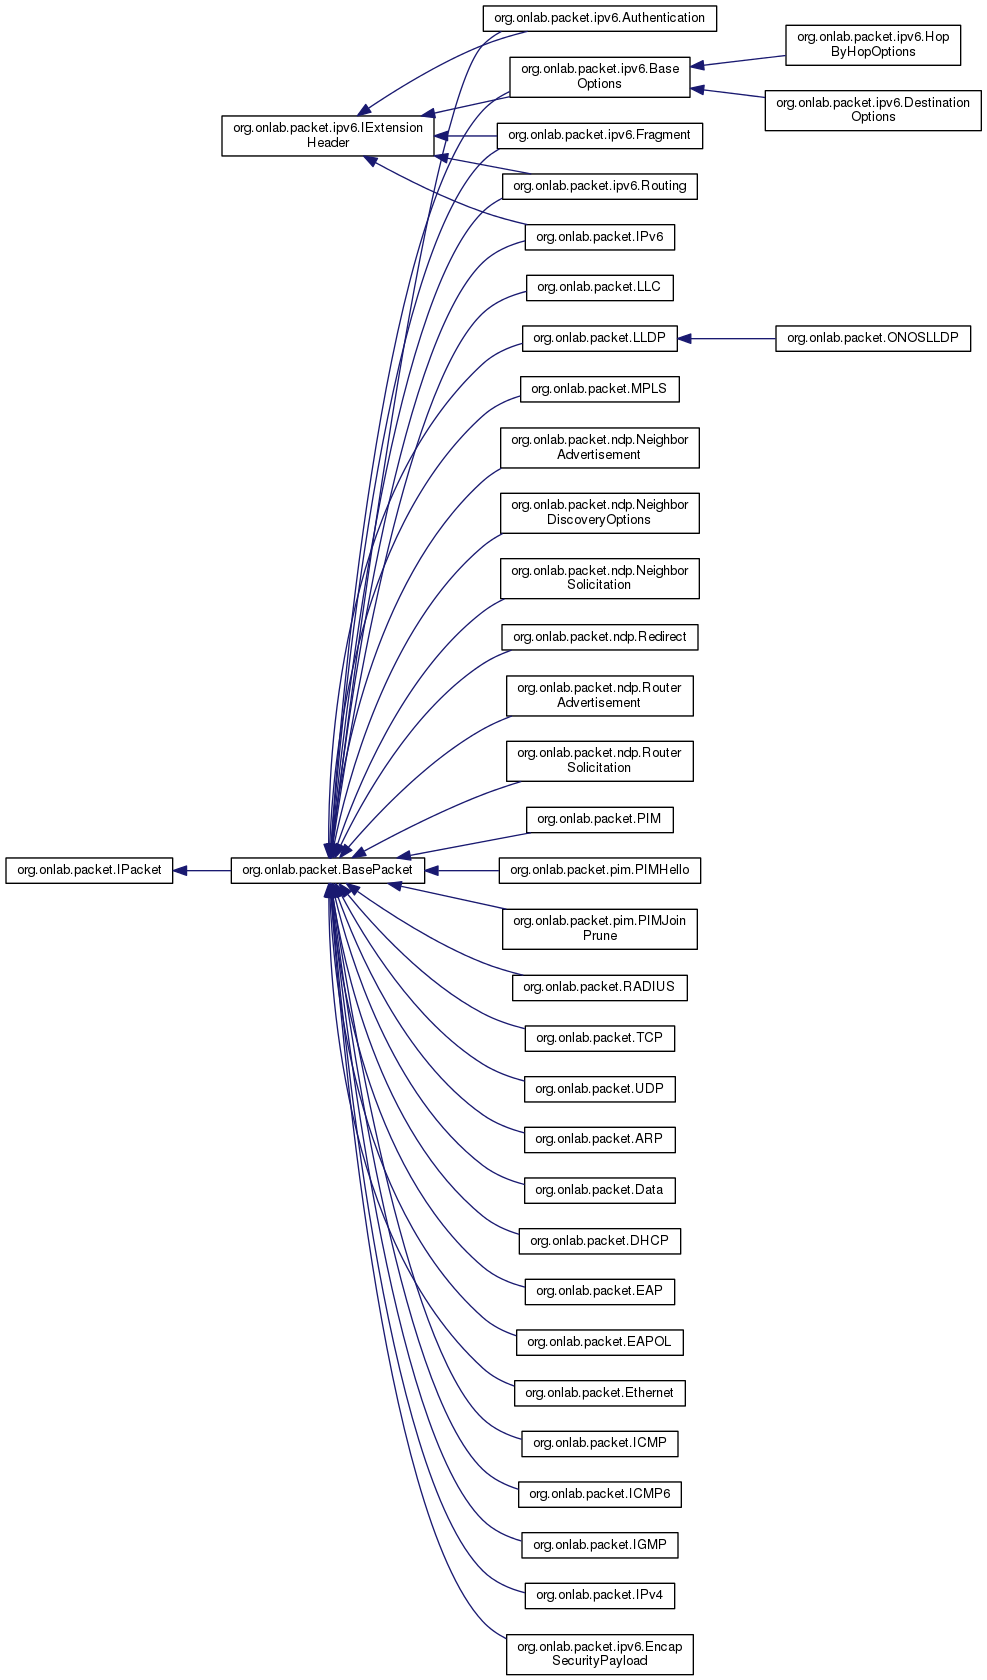 org.onlab.packet.ipv6.Authentication
org.onlab.packet.ipv6.Base
Options
org.onlab.packet.ipv6.Hop
ByHopOptions
org.onlab.packet.ipv6.Destination
Options
org.onlab.packet.ipv6.IExtension
Header
org.onlab.packet.ipv6.Fragment
org.onlab.packet.ipv6.Routing
org.onlab.packet.IPv6
org.onlab.packet.LLC
org.onlab.packet.LLDP
org.onlab.packet.ONOSLLDP
org.onlab.packet.MPLS
org.onlab.packet.ndp.Neighbor
Advertisement
org.onlab.packet.ndp.Neighbor
DiscoveryOptions
org.onlab.packet.ndp.Neighbor
Solicitation
org.onlab.packet.ndp.Redirect
org.onlab.packet.ndp.Router
Advertisement
org.onlab.packet.ndp.Router
Solicitation
org.onlab.packet.PIM
org.onlab.packet.IPacket
org.onlab.packet.BasePacket
org.onlab.packet.pim.PIMHello
org.onlab.packet.pim.PIMJoin
Prune
org.onlab.packet.RADIUS
org.onlab.packet.TCP
org.onlab.packet.UDP
org.onlab.packet.ARP
org.onlab.packet.Data
org.onlab.packet.DHCP
org.onlab.packet.EAP
org.onlab.packet.EAPOL
org.onlab.packet.Ethernet
org.onlab.packet.ICMP
org.onlab.packet.ICMP6
org.onlab.packet.IGMP
org.onlab.packet.IPv4
org.onlab.packet.ipv6.Encap
SecurityPayload